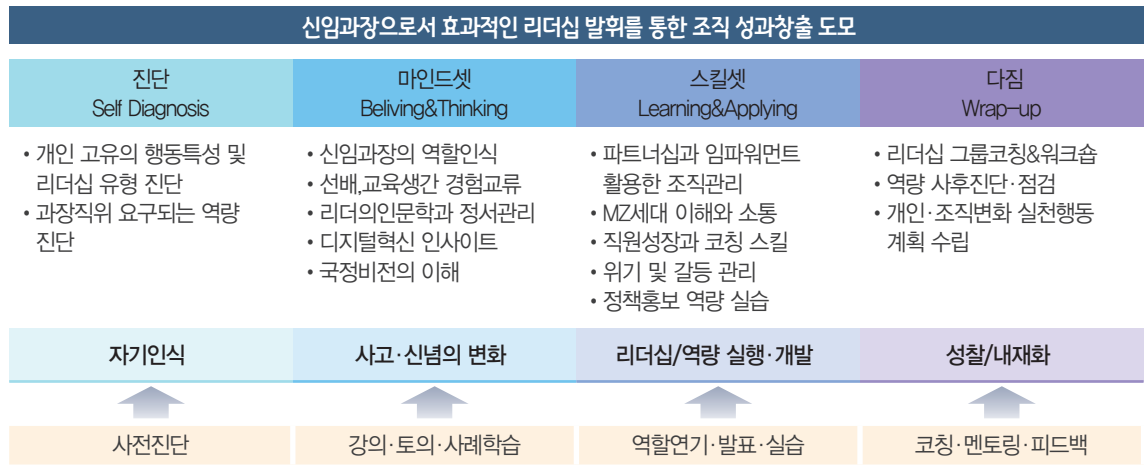 신임과장으로서 효과적인 리더십 발휘를 통한 조직 성과창출 도모
진단
Self Diagnosis
• 개인 고유의 행동특성 및
리더십 유형 진단
• 과장직위 요구되는 역량
진단
자기인식
사전진단
마인드셋
Beliving&Thinking
• 신임과장의 역할인식
• 선배,교육생간 경험교류
• 리더의인문학과 정서관리
• 디지털혁신 인사이트
• 국정비전의 이해
사고·신념의 변화
강의·토의·사례학습
스킬셋
Learning&Applying
• 파트너십과 임파워먼트
활용한 조직관리
• MZ세대 이해와 소통
• 직원성장과 코칭 스킬
• 위기 및 갈등 관리
• 정책홍보 역량 실습
리더십/역량 실행·개발
역할연기·발표·실습
다짐
Wrap-up
• 리더십 그룹코칭&워크숍
• 역량 사후진단·점검
• 개인·조직변화 실천행동
계획 수립
성찰/내재화
코칭·멘토링·피드백